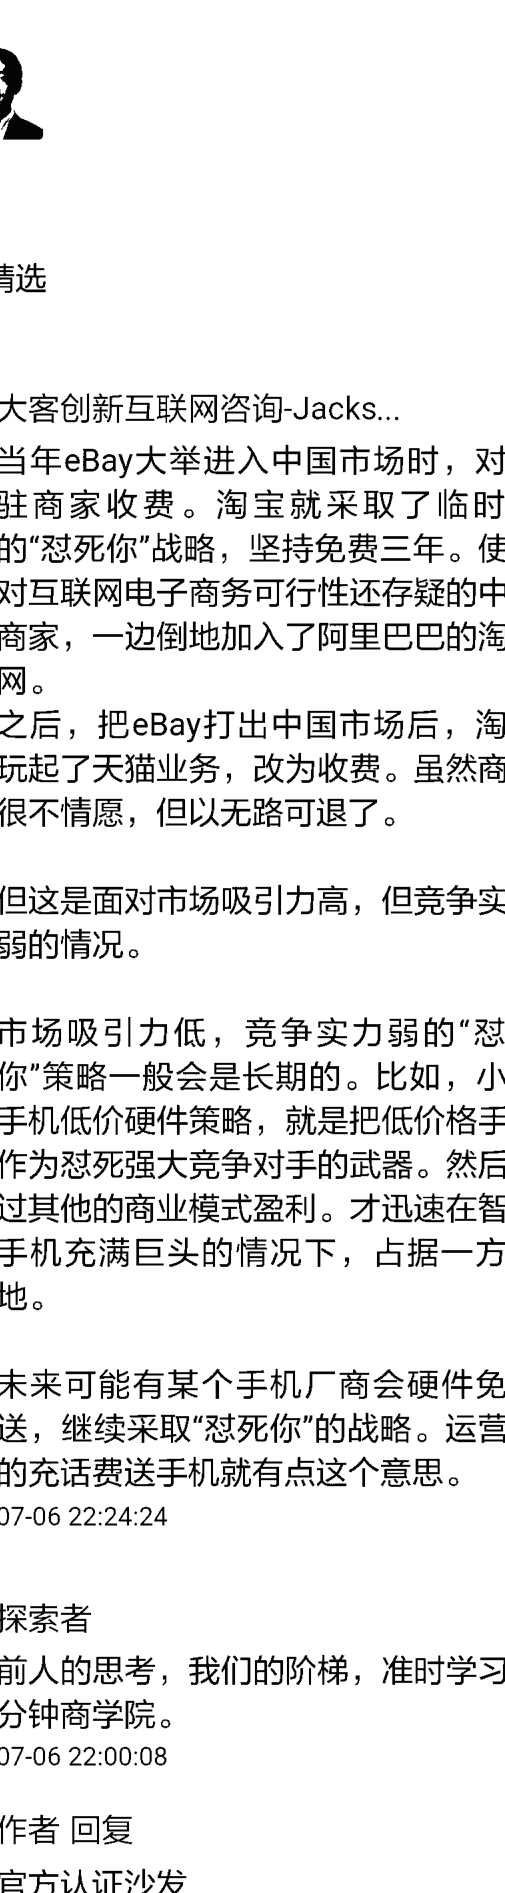 精选
大客创新互联网咨询-Jacks...
当年eBay大举进入中国市场时，对
驻商家收费。淘宝就采取了临时
的“怼死你”战略，坚持免费三年。使
对互联网电子商务可行性还存疑的中
商家，一边倒地加入了阿里巴巴的淘
网。
之后，把eBay打出中国市场后，淘
玩起了天猫业务，改为收费。虽然商
很不情愿，但以无路可退了。
但这是面对市场吸引力高，但竞争实
弱的情况。
市场吸引力低，竞争实力弱的“怼
你”策略一般会是长期的。比如，小
手机低价硬件策略，就是把低价格手
作为怼死强大竞争对手的武器。然后
过其他的商业模式盈利。才迅速在智
手机充满巨头的情况下，占据一方
地。
未来可能有某个手机厂商会硬件免
送，继续采取“怼死你”的战略。运营
的充话费送手机就有点这个意思。
07-06 22:24:24
探索者
前人的思考，我们的阶梯，准时学习
分钟商学院。
07-06 22:00:08
作者 回复
官方认证沙发